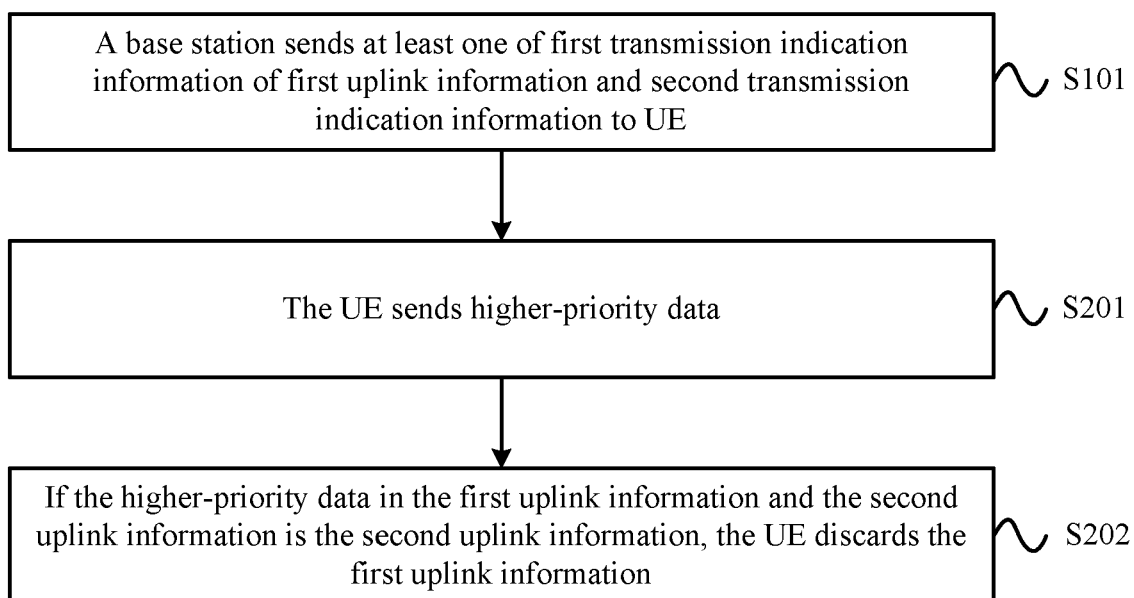 A base station sends at least one of first transmission indication
information of first uplink information and second transmission
indication information to UE
S101
The UE sends higher-priority data
S201
If the higher-priority data in the first uplink information and the second
uplink information is the second uplink information, the UE discards the
first uplink information
S202